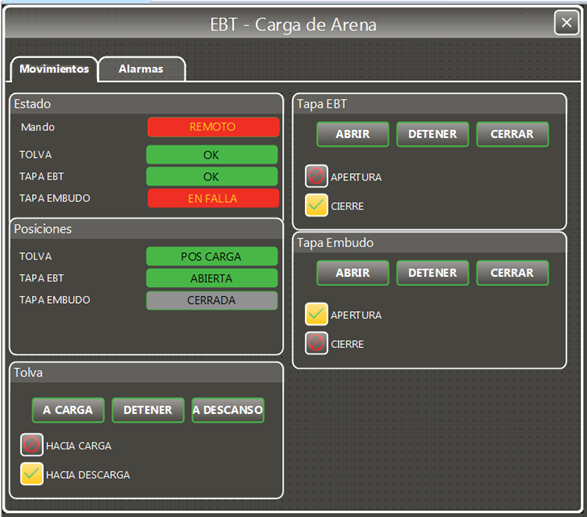 EBT - Carga de Arena
Movimientos
Alarmas
Estado
Mando REMOTO
TOLVA OK
TAPA EBT OK
TAPA EMBUDO EN FALLA
Posiciones
TOLVA POS CARGA
TAPA EBT ABIERTA
TAPA EMBUDO CERRADA
Tolva
A CARGA DETENER A DESCANSO
HACIA CARGA
HACIA DESCARGA
Tapa EBT
ABRIR DETENER CERRAR
APERTURA
CIERRE
Tapa Embudo
ABRIR DETENER CERRAR
APERTURA
CIERRE